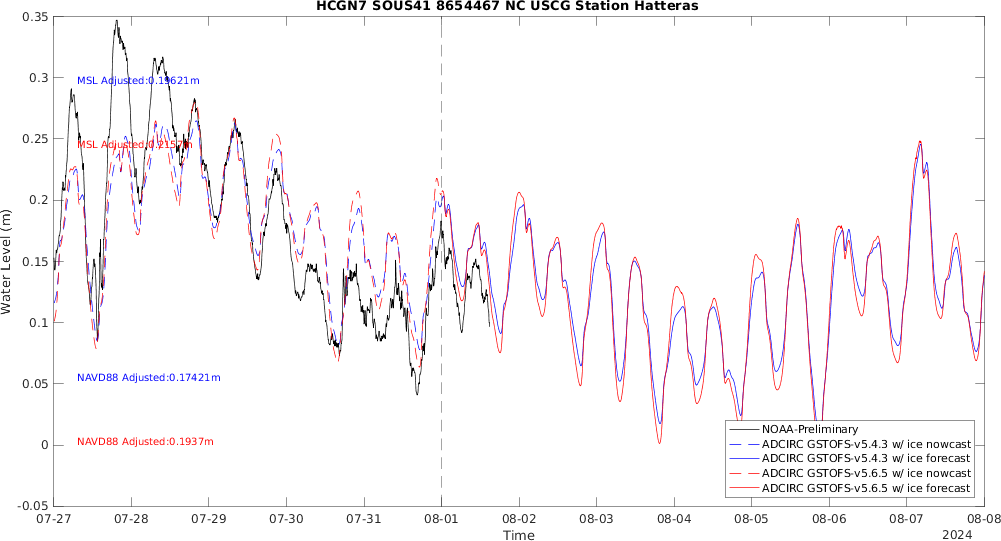 HCGN7 SOUS41 8654467 NC USCG Station Hatteras
0.35
0.3
0.25
0.2
0.15
0.1
0.05
0
-0.05
Water Level (m)
MSL Adjusted:0.19621m
MSL Adjusted:0.2157m
NAVD88 Adjusted:0.17421m
NAVD88 Adjusted:0.1937m
NOAA-Preliminary
ADCIRC GSTOFS-v5.4.3 w/ ice nowcast
ADCIRC GSTOFS-v5.4.3 w/ ice forecast
ADCIRC GSTOFS-v5.6.5 w/ ice nowcast
ADCIRC GSTOFS-v5.6.5 w/ ice forecast
07-27 07-28 07-29 07-30 07-31 08-01 08-02 08-03 08-04 08-05 08-06 08-07 08-08
Time
2024